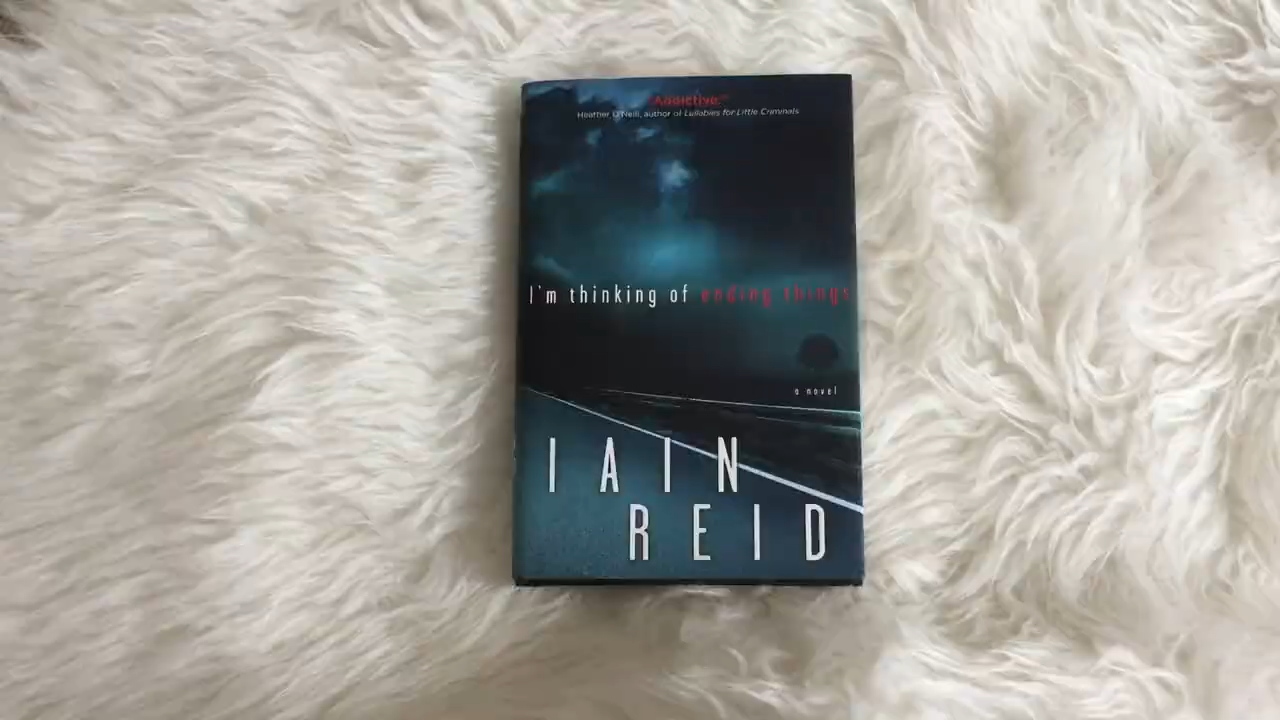 "Addictive."
Heather O'Neill, author of Lullabies for Little Criminals
I'm thinking of ending things
a novel
IAIN
REID